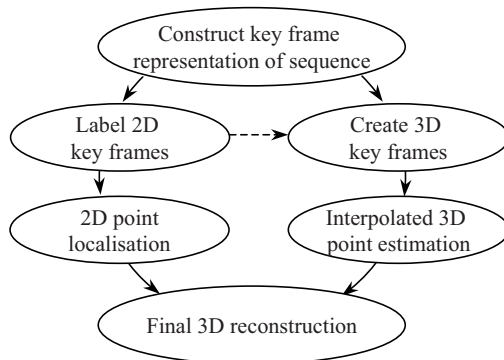 Construct key frame
representation of sequence
Label 2D
key frames
Create 3D
key frames
2D point
localisation
Interpolated 3D
point estimation
Final 3D reconstruction